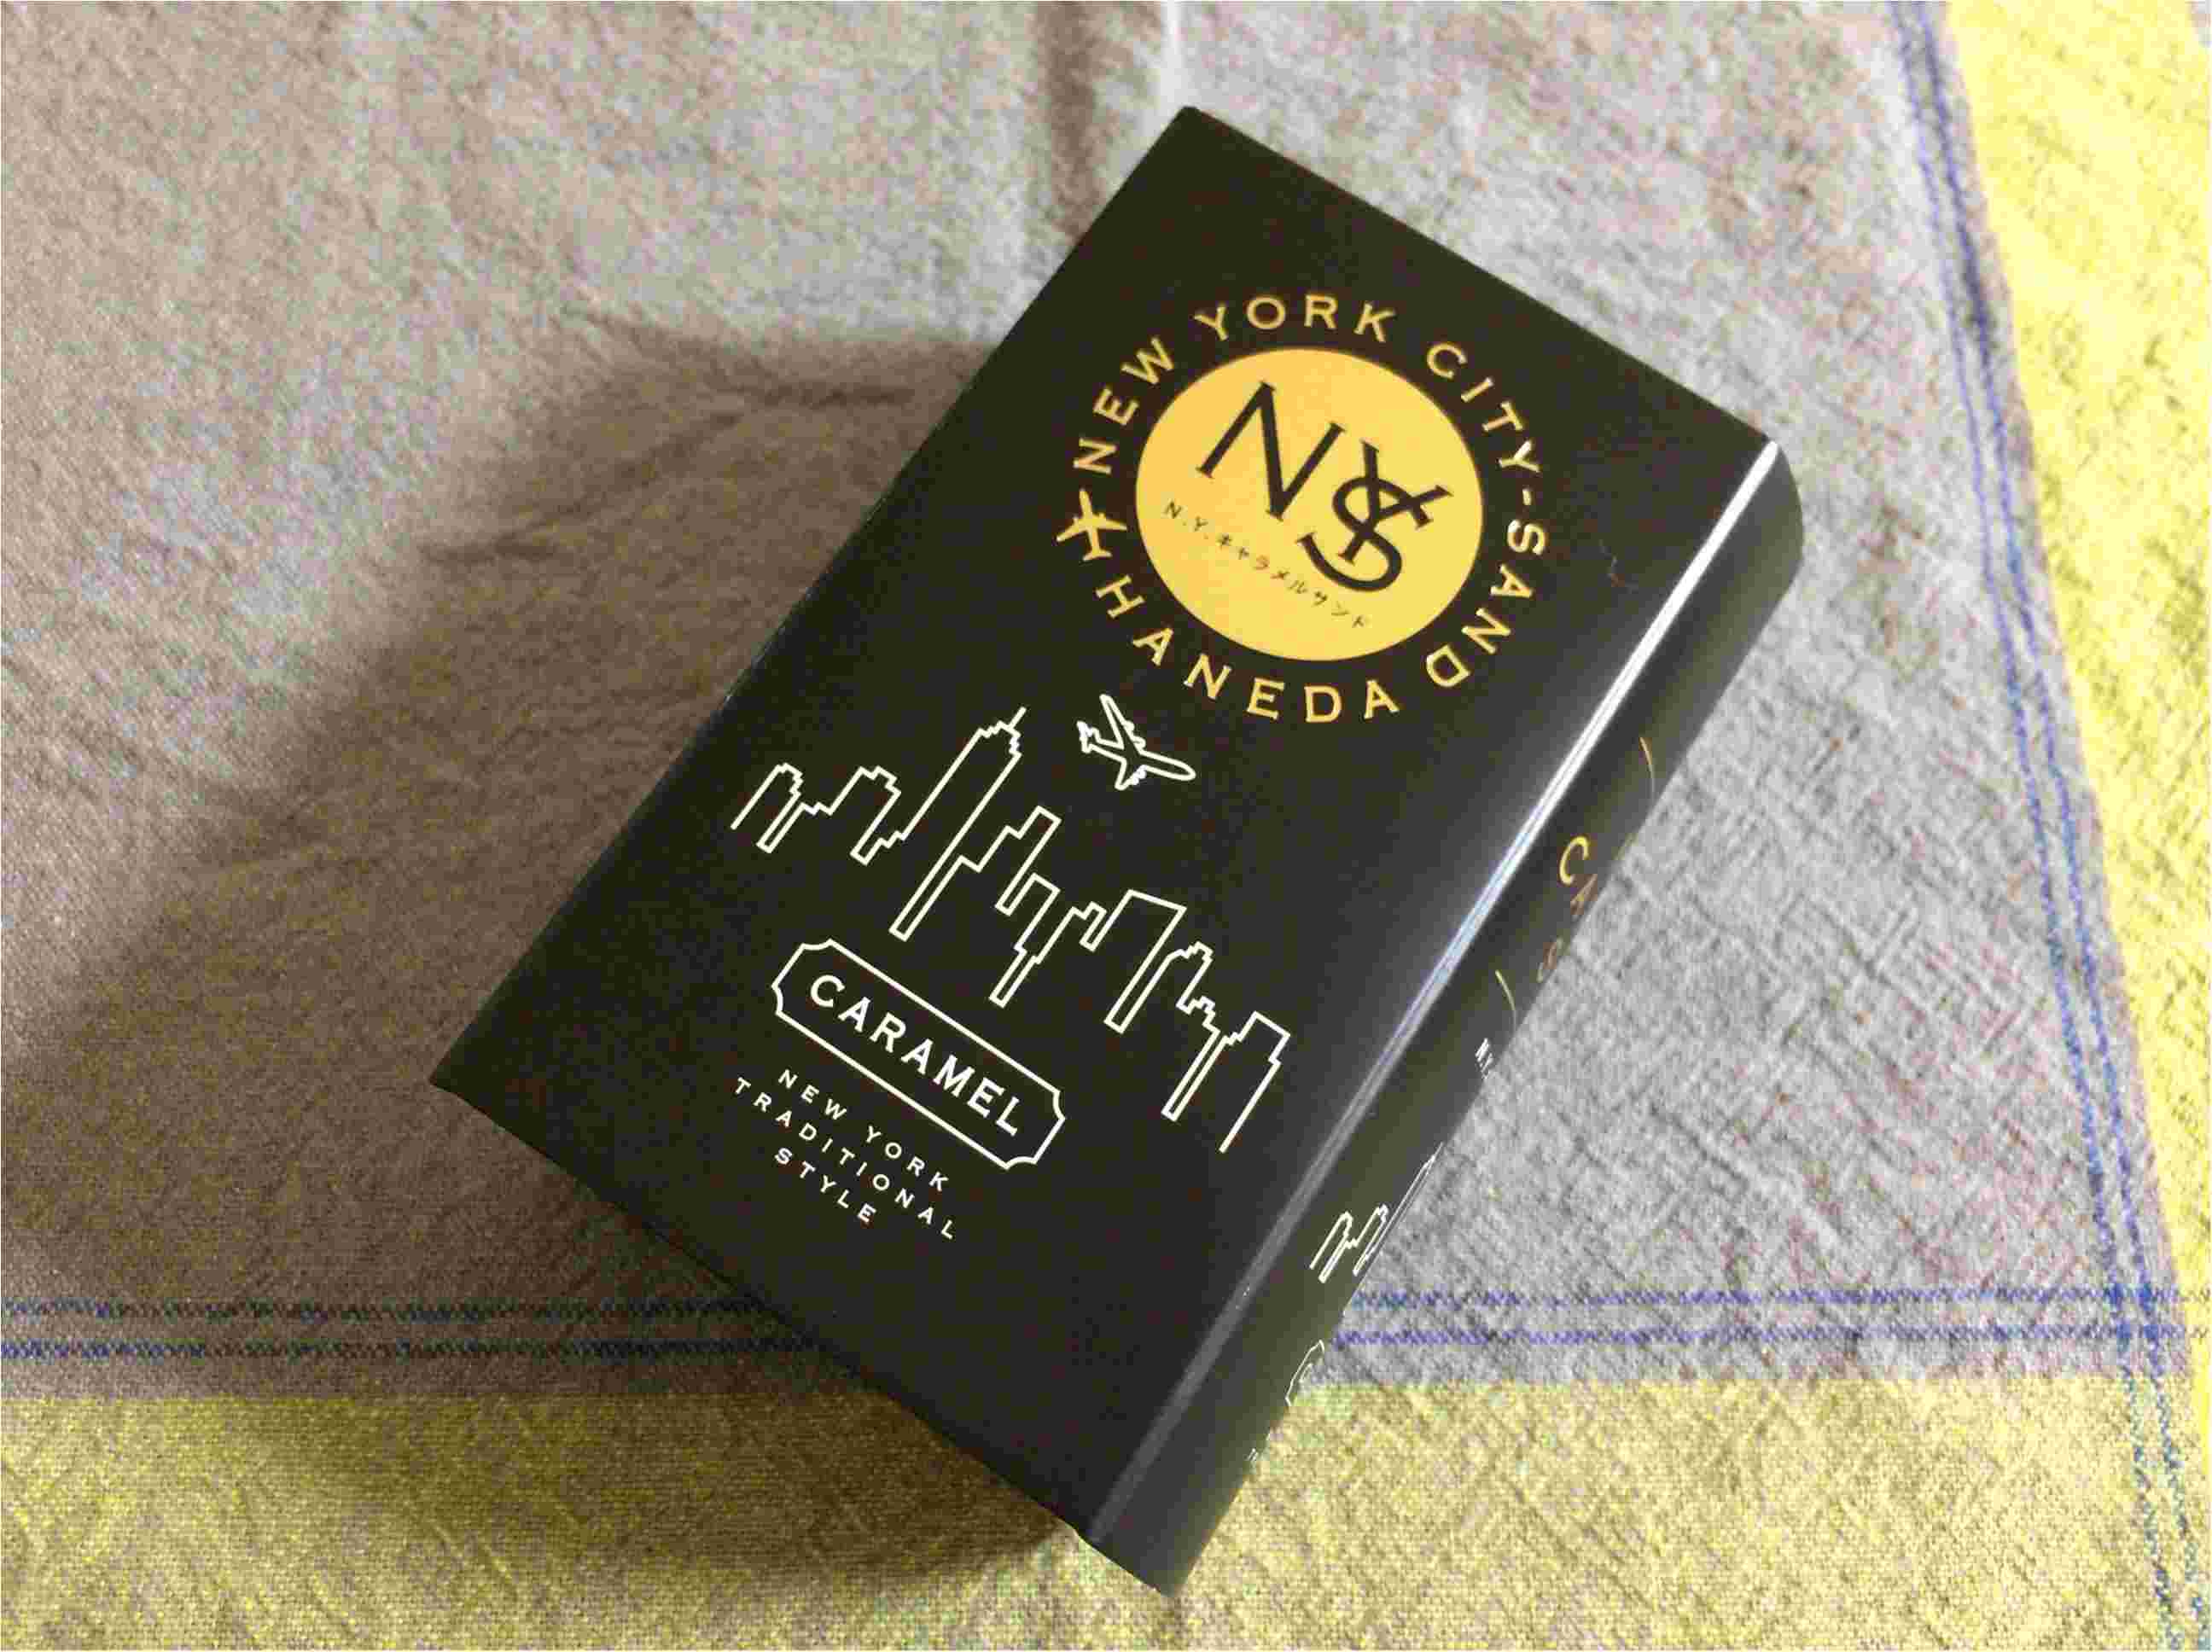 NEW YORK CITY-SAND
HANEDA
NYS
N.Y.キャラメルサンド
CARAMEL
NEW YORK
TRADITIONAL
STYLE